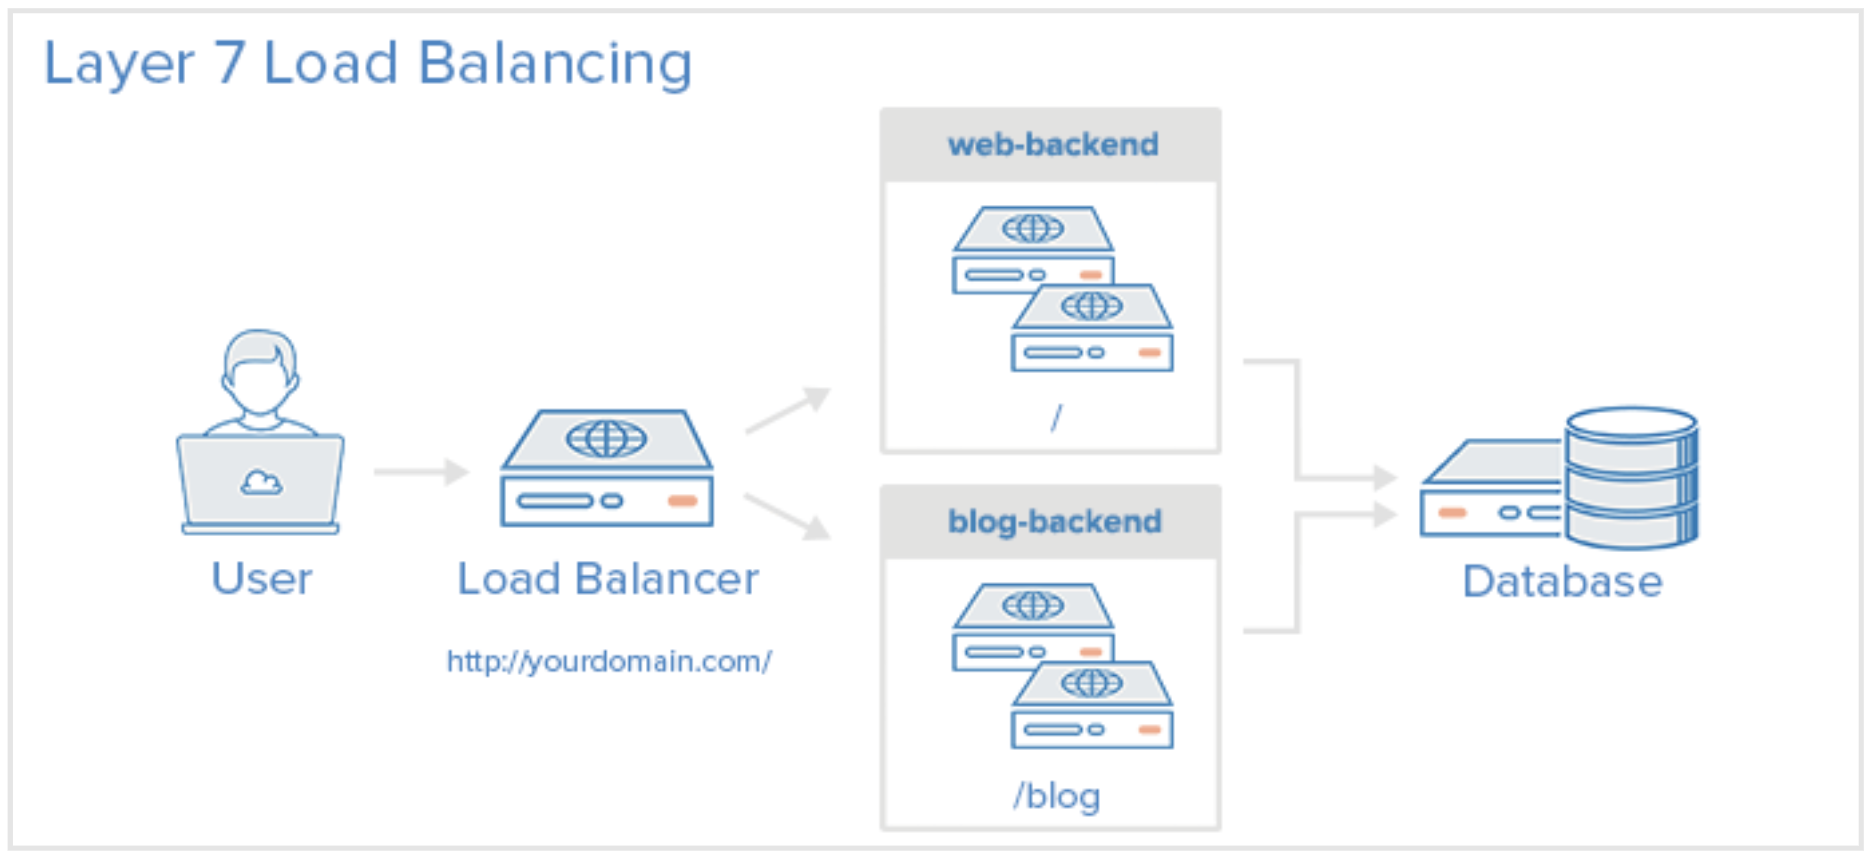 Layer 7 Load Balancing
web-backend
/
User
Load Balancer
http://yourdomain.com/
blog-backend
/blog
Database